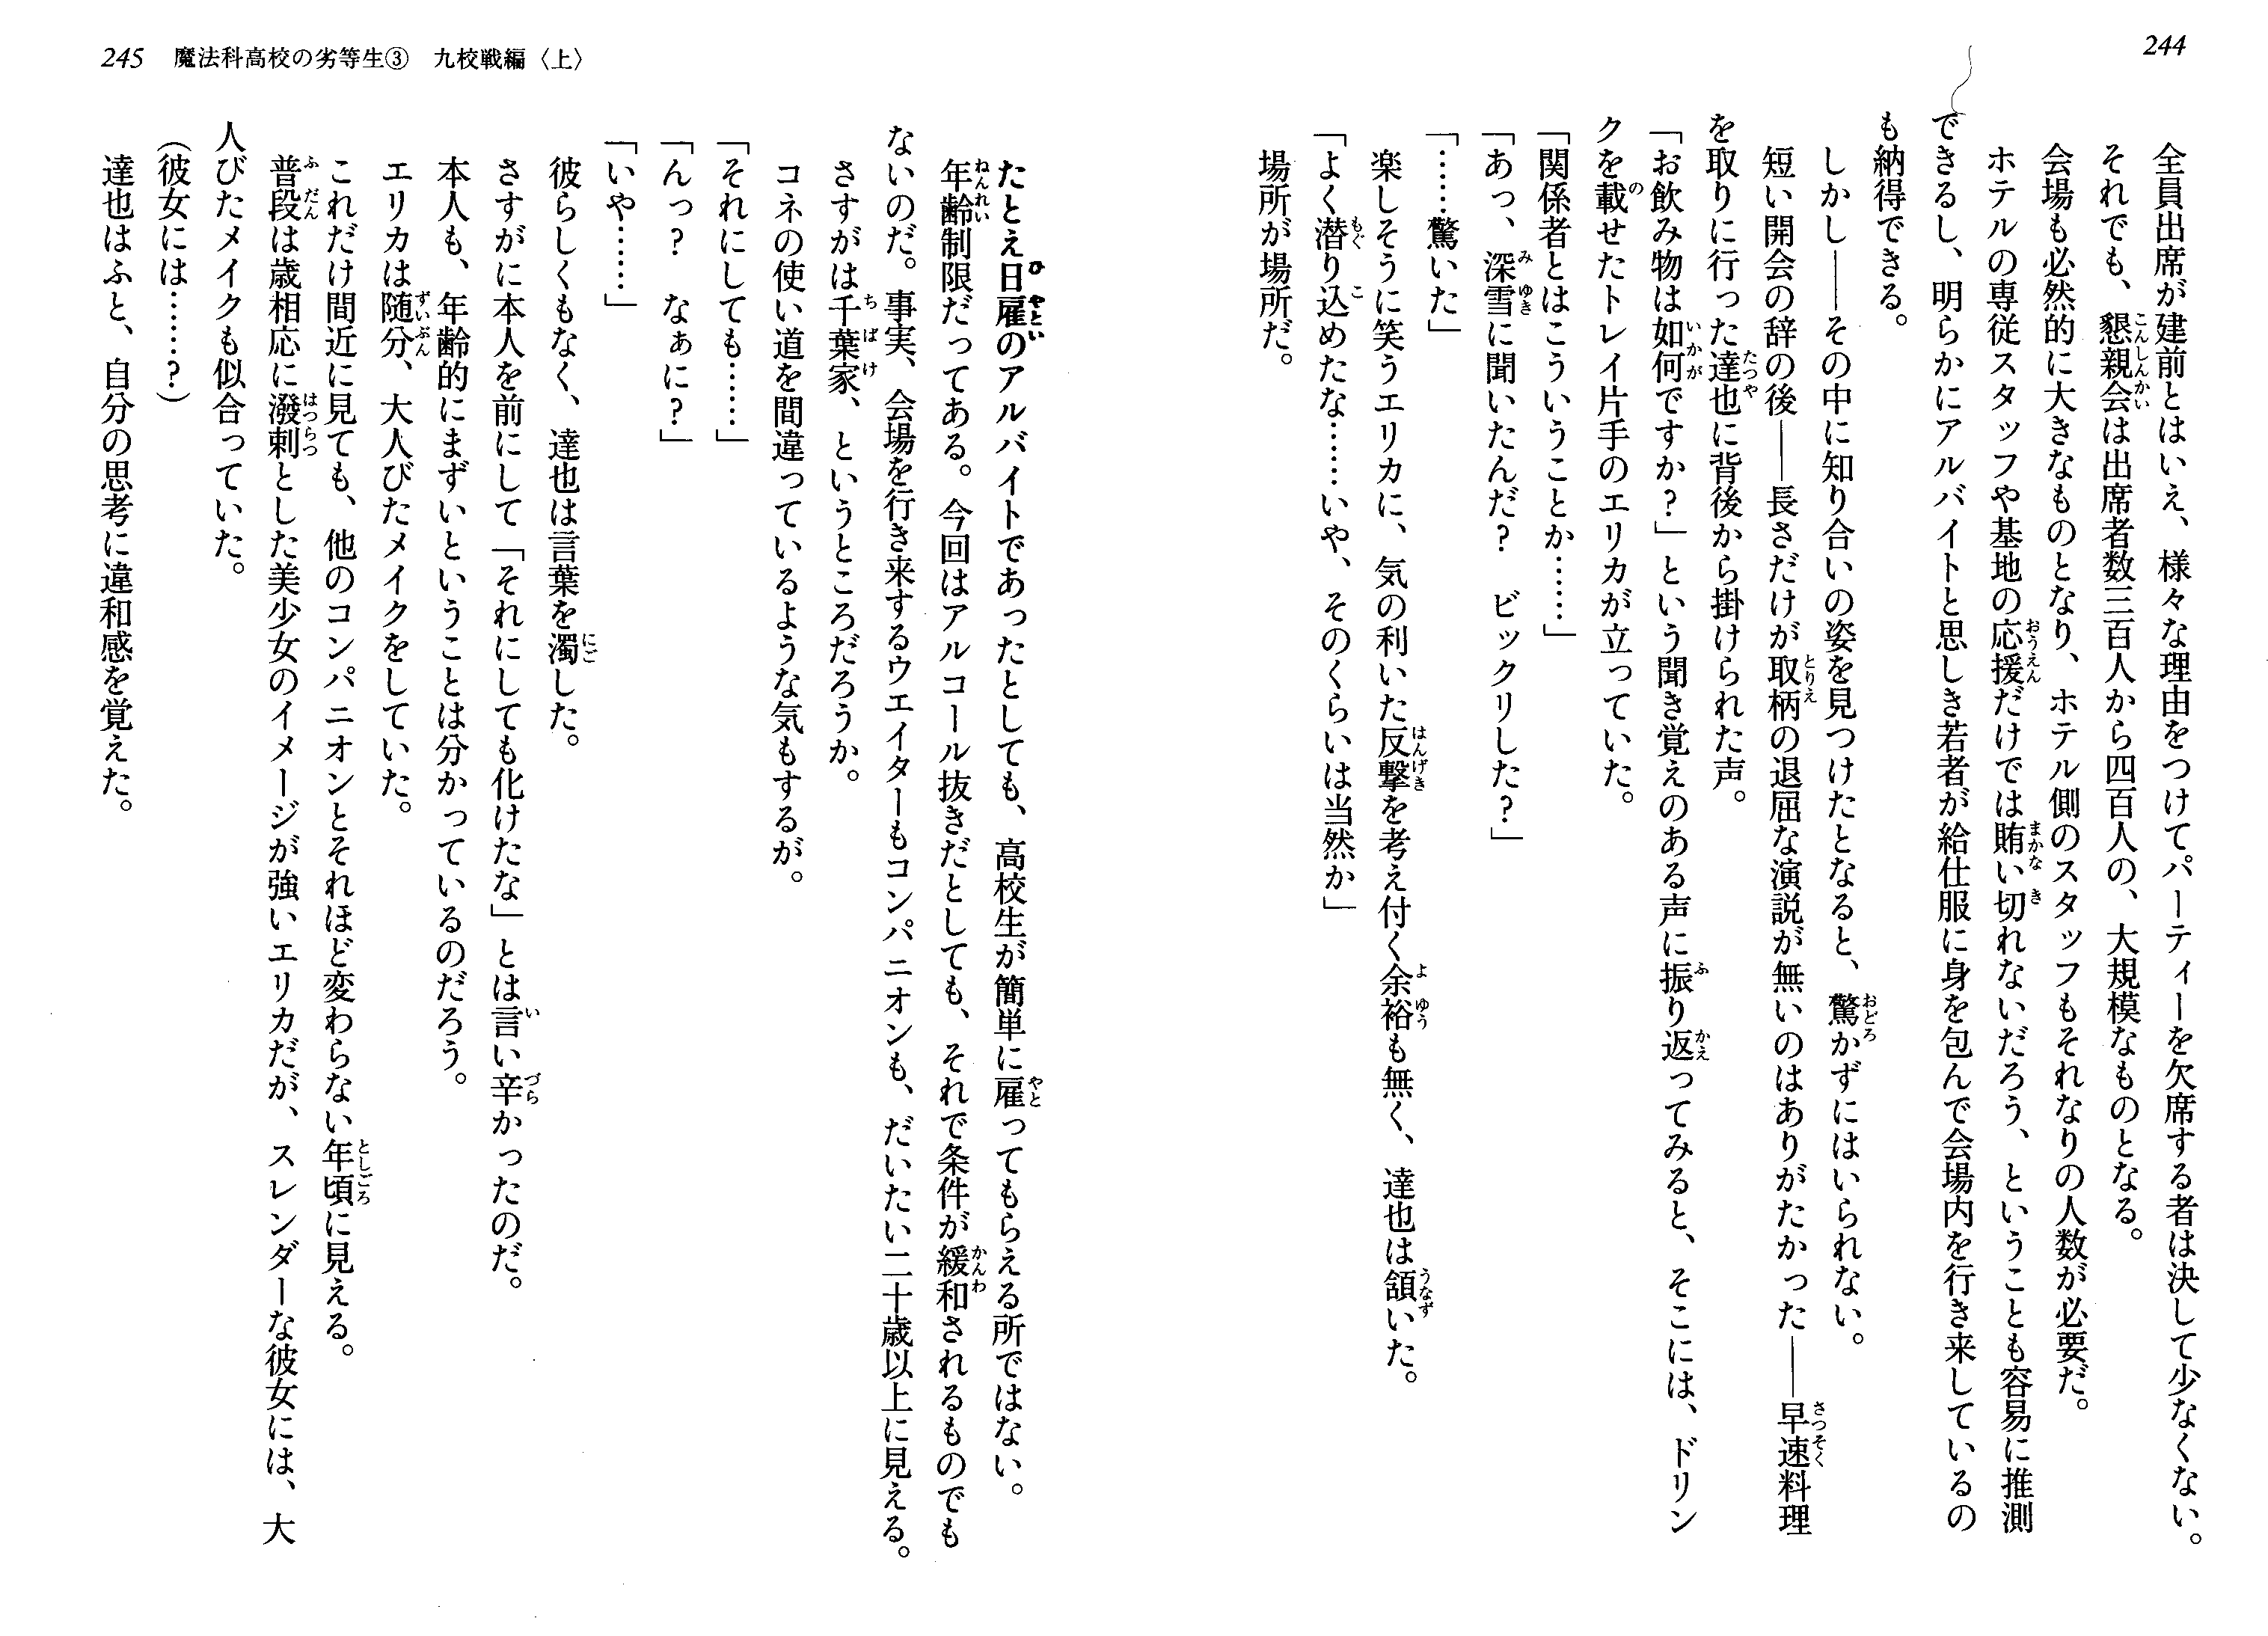 244
全員出席が建前とはいえ、様々な理由をつけてパーティーを欠席する者は決して少なくない。
それでも、懇親会は出席者数三百人から四百人の、大規模なものとなる。
会場も必然的に大きなものとなり、ホテル側のスタッフもそれなりの人数が必要だ。
ホテルの専従スタッフや基地の応援だけでは賄い切れないだろう、ということも容易に推測
できるし、明らかにアルバイトと思しき若者が給仕服に身を包んで会場内を行き来しているの
も納得できる。
しかし――その中に知り合いの姿を見つけたとなると、驚かずにはいられない。
短い開会の辞の後――長さだけが取柄の退屈な演説が無いのはありがたかった――早速料理
を取りに行った達也に背後から掛けられた声。
「お飲み物は如何ですか？」という聞き覚えのある声に振り返ってみると、そこには、ドリン
クを載せたトレイ片手のエリカが立っていた。
「関係者とはこういうことか……」
「あっ、深雪に聞いたんだ？　ビックリした？」
「……驚いた」
楽しそうに笑うエリカに、気の利いた反撃を考え付く余裕も無く、達也は頷いた。
「よく潜り込めたな……いや、そのくらいは当然か」
場所が場所だ。
245　魔法科高校の劣等生③　九校戦編〈上〉
たとえ日雇のアルバイトであったとしても、高校生が簡単に雇ってもらえる所ではない。
年齢制限だってある。今回はアルコール抜きだとしても、それで条件が緩和されるものでも
ないのだ。事実、会場を行き来するウエイターもコンパニオンも、だいたい二十歳以上に見える。
さすがは千葉家、というところだろうか。
コネの使い道を間違っているような気もするが。
「それにしても……」
「んっ？　なぁに？」
「いや……」
彼らしくもなく、達也は言葉を濁した。
さすがに本人を前にして「それにしても化けたな」とは言い辛かったのだ。
本人も、年齢的にまずいということは分かっているのだろう。
エリカは随分、大人びたメイクをしていた。
これだけ間近に見ても、他のコンパニオンとそれほど変わらない年頃に見える。
普段は歳相応に潑剌とした美少女のイメージが強いエリカだが、スレンダーな彼女には、大
人びたメイクも似合っていた。
（彼女には……？）
達也はふと、自分の思考に違和感を覚えた。